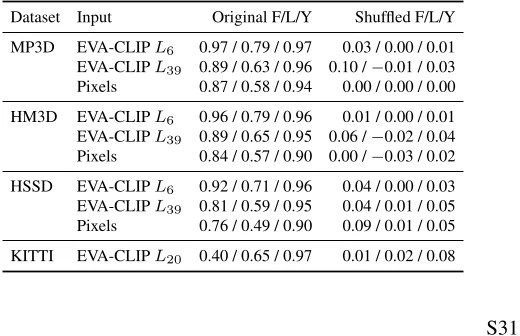 Dataset Input Original F/L/Y Shuffled F/L/Y
MP3D EVA-CLIP L6 0.97 / 0.79 / 0.97 0.03 / 0.00 / 0.01
EVA-CLIP L39 0.89 / 0.63 / 0.96 0.10 / −0.01 / 0.03
Pixels 0.87 / 0.58 / 0.94 0.00 / 0.00 / 0.00
HM3D EVA-CLIP L6 0.96 / 0.79 / 0.96 0.01 / 0.00 / 0.01
EVA-CLIP L39 0.89 / 0.65 / 0.95 0.06 / −0.02 / 0.04
Pixels 0.84 / 0.57 / 0.90 0.00 / −0.03 / 0.02
HSSD EVA-CLIP L6 0.92 / 0.71 / 0.96 0.04 / 0.00 / 0.03
EVA-CLIP L39 0.81 / 0.59 / 0.95 0.04 / 0.01 / 0.05
Pixels 0.76 / 0.49 / 0.90 0.09 / 0.01 / 0.05
KITTI EVA-CLIP L20 0.40 / 0.65 / 0.97 0.01 / 0.02 / 0.08
S31